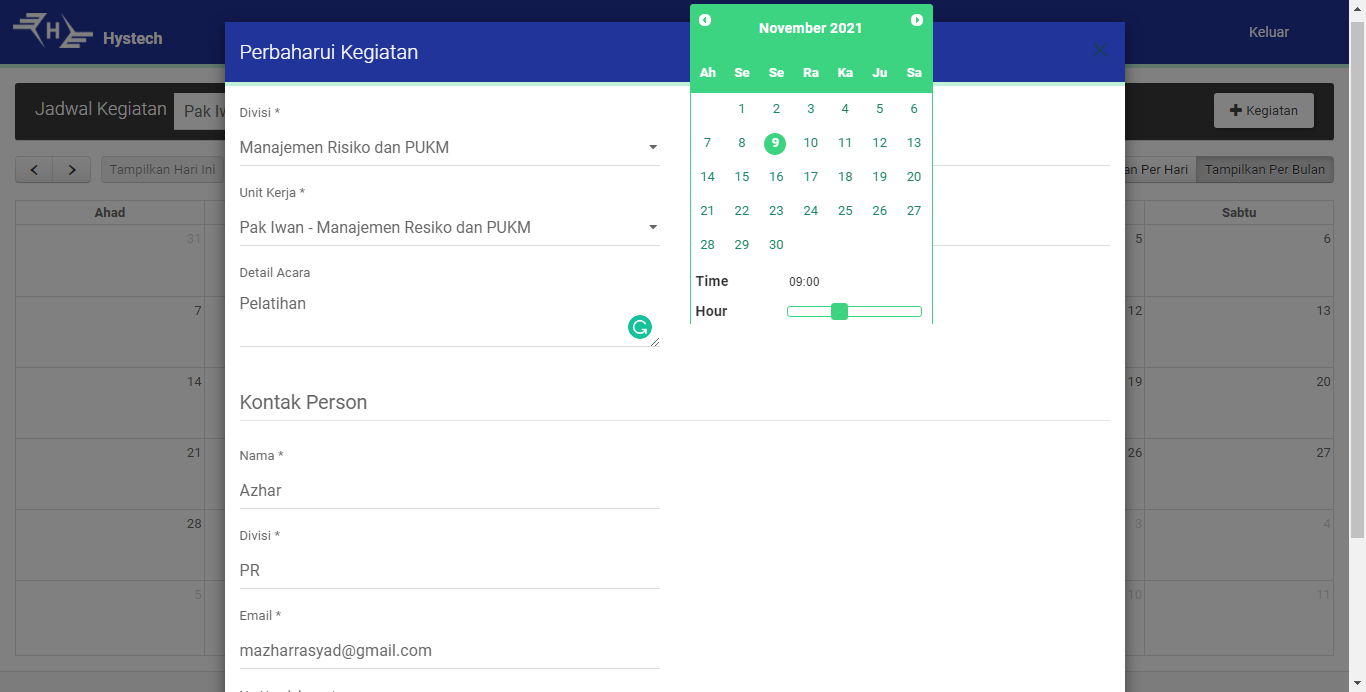 Hystech
Keluar
Perbaharui Kegiatan
Jadwal Kegiatan
Pak Iw
Kegiatan
Tampilkan Hari Ini
an Per Hari
Tampilkan Per Bulan
Ahad
Sabtu
31
5
6
7
12
13
14
19
20
21
26
27
28
3
4
5
10
11
Divisi *
Manajemen Risiko dan PUKM
Unit Kerja *
Pak Iwan - Manajemen Resiko dan PUKM
Detail Acara
Pelatihan
November 2021
Ah Se Se Ra Ka Ju Sa
1 2 3 4 5 6
7 8 9 10 11 12 13
14 15 16 17 18 19 20
21 22 23 24 25 26 27
28 29 30
Time 09:00
Hour
Kontak Person
Nama *
Azhar
Divisi *
PR
Email *
mazharrasyad@gmail.com